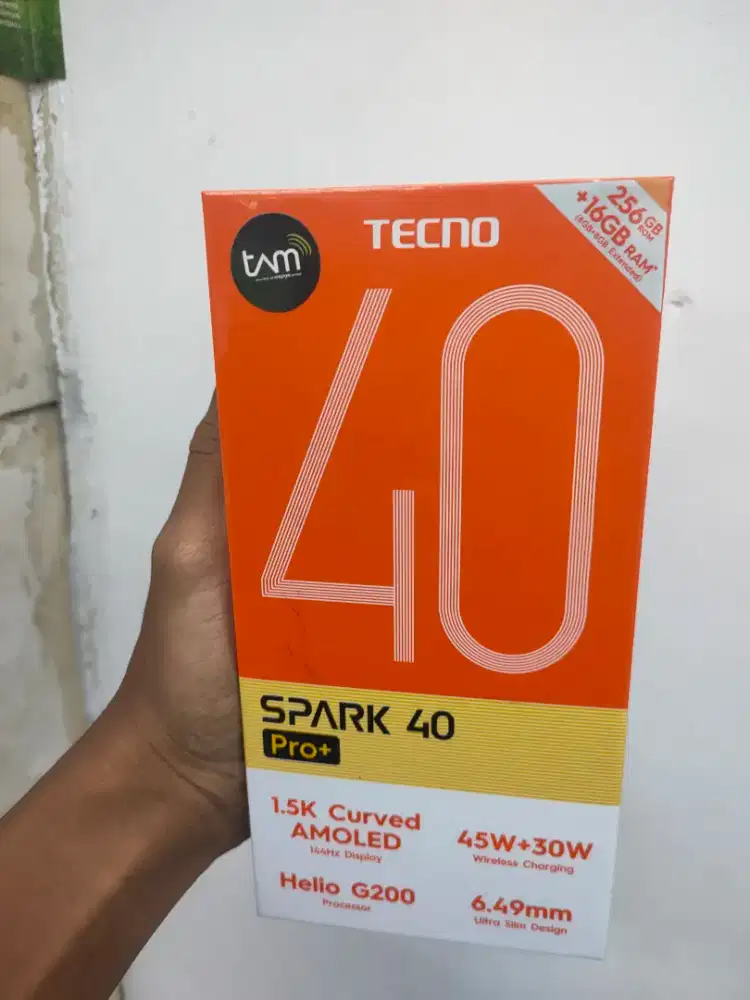 tam
TECNO
256GB
ROM
+16GB RAM*
(8GB+8GB Extended)
40
SPARK 40
Pro+
1.5K Curved
AMOLED
144Hz Display
45W+30W
Wireless Charging
Helio G200
Processor
6.49mm
Ultra Slim Design